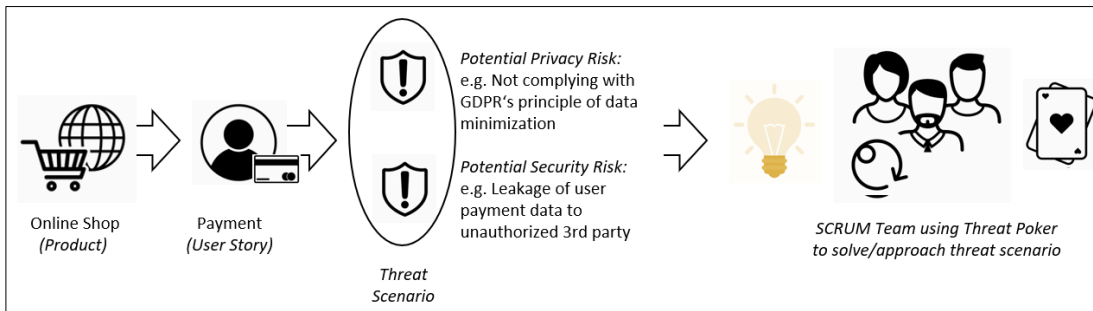 Online Shop
(Product)
Payment
(User Story)
Threat
Scenario
Potential Privacy Risk:
e.g. Not complying with
GDPR‘s principle of data
minimization
Potential Security Risk:
e.g. Leakage of user
payment data to
unauthorized 3rd party
SCRUM Team using Threat Poker
to solve/approach threat scenario